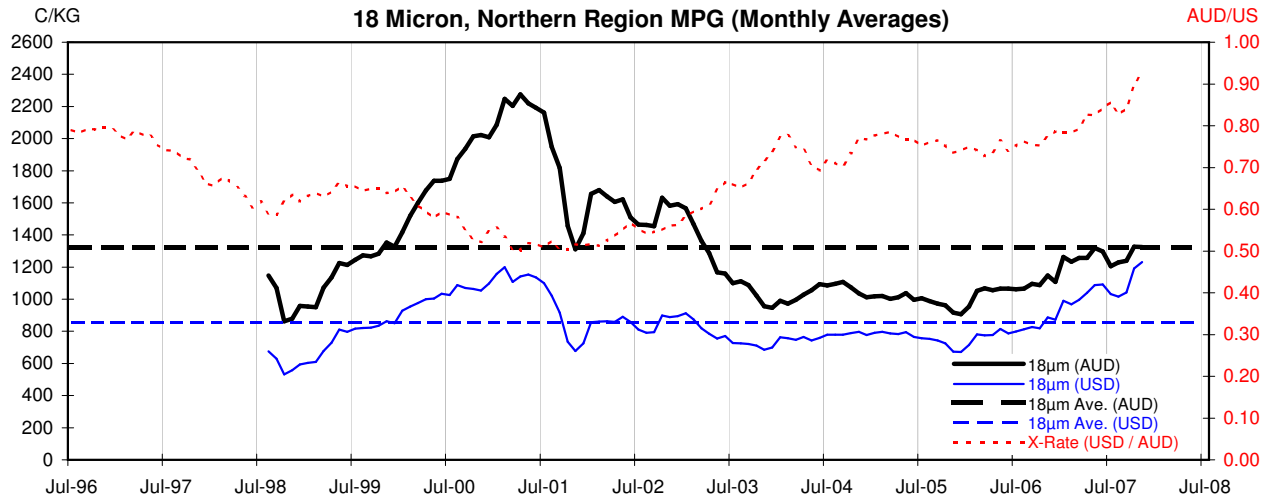 C/KG
18 Micron, Northern Region MPG (Monthly Averages)
AUD/US
2600
2400
2200
2000
1800
1600
1400
1200
1000
800
600
400
200
0
1.00
0.90
0.80
0.70
0.60
0.50
0.40
0.30
0.20
0.10
0.00
18µm (AUD)
18µm (USD)
18µm Ave. (AUD)
18µm Ave. (USD)
X-Rate (USD / AUD)
Jul-96 Jul-97 Jul-98 Jul-99 Jul-00 Jul-01 Jul-02 Jul-03 Jul-04 Jul-05 Jul-06 Jul-07 Jul-08